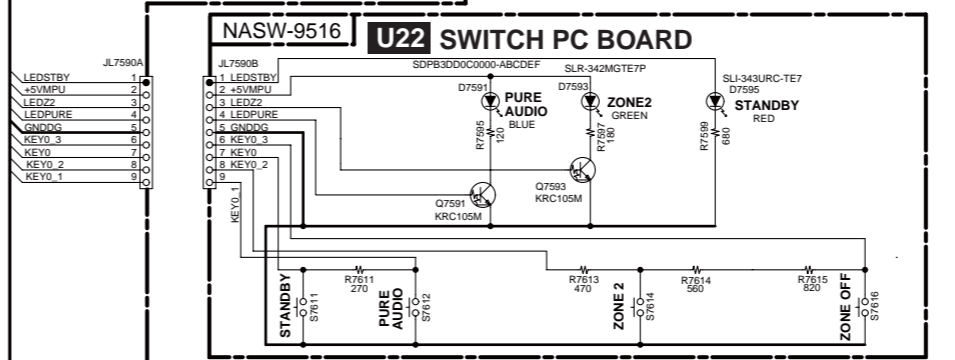 NASW-9516
U22 SWITCH PC BOARD
JL7590A
LEDSTBY 1
+5VMPU 2
LEDZ2 3
LEDPURE 4
GNDDG 5
KEY0_3 6
KEY0 7
KEY0_2 8
KEY0_1 9
JL7590B
1 LEDSTBY
2 +5VMPU
3 LEDZ2
4 LEDPURE
5 GNDDG
6 KEY0_3
7 KEY0
8 KEY0_2
9
KEY0_1
SDPB3DD0C0000-ABCDEF
D7591
PURE
AUDIO
BLUE
R7595
120
Q7591
KRC105M
SLR-342MGTE7P
D7593
ZONE2
GREEN
R7597
180
Q7593
KRC105M
SLI-343URC-TE7
D7595
STANDBY
RED
R7599
680
STANDBY
S7611
R7611
270
PURE
AUDIO
S7612
R7613
470
ZONE 2
S7614
R7614
560
R7615
820
ZONE OFF
S7616